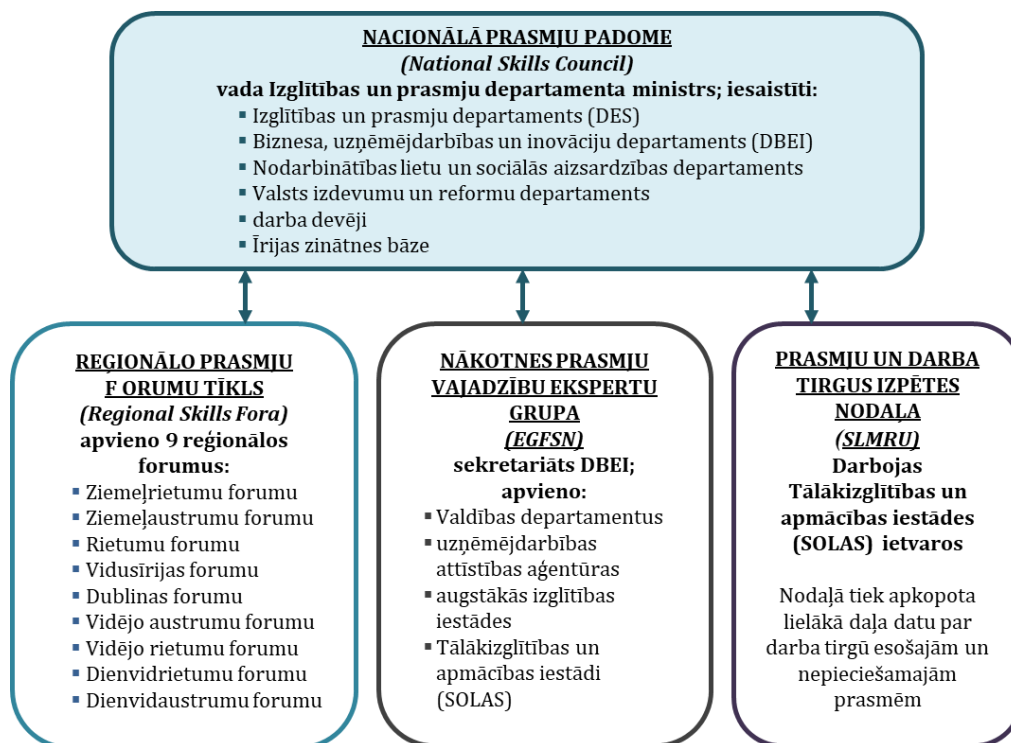 NACIONĀLĀ PRASMJU PADOME
(National Skills Council)
vada Izglītības un prasmju departamenta ministrs; iesaistīti:
▪ Izglītības un prasmju departaments (DES)
▪ Biznesa, uzņēmējdarbības un inovāciju departaments (DBEI)
▪ Nodarbinātības lietu un sociālās aizsardzības departaments
▪ Valsts izdevumu un reformu departaments
▪ darba devēji
▪ Īrijas zinātnes bāze
REĢIONĀLO PRASMJU
F ORUMU TĪKLS
(Regional Skills Fora)
apvieno 9 reģionālos
forumus:
▪ Ziemeļrietumu forumu
▪ Ziemeļaustrumu forumu
▪ Rietumu forumu
▪ Vidusīrijas forumu
▪ Dublinas forumu
▪ Vidējo austrumu forumu
▪ Vidējo rietumu forumu
▪ Dienvidrietumu forumu
▪ Dienvidaustrumu forumu
NĀKOTNES PRASMJU
VAJADZĪBU EKSPERTU
GRUPA
(EGFSN)
sekretariāts DBEI;
apvieno:
▪ Valdības departamentus
▪ uzņēmējdarbības
attīstības aģentūras
▪ augstākās izglītības
iestādes
▪ Tālākizglītības un
apmācības iestādi
(SOLAS)
PRASMJU UN DARBA
TIRGUS IZPĒTES
NODAĻA
(SLMRU)
Darbojas
Tālākizglītības un
apmācības iestādes
(SOLAS) ietvaros
Nodaļā tiek apkopota
lielākā daļa datu par
darba tirgū esošajām un
nepieciešamajām
prasmēm